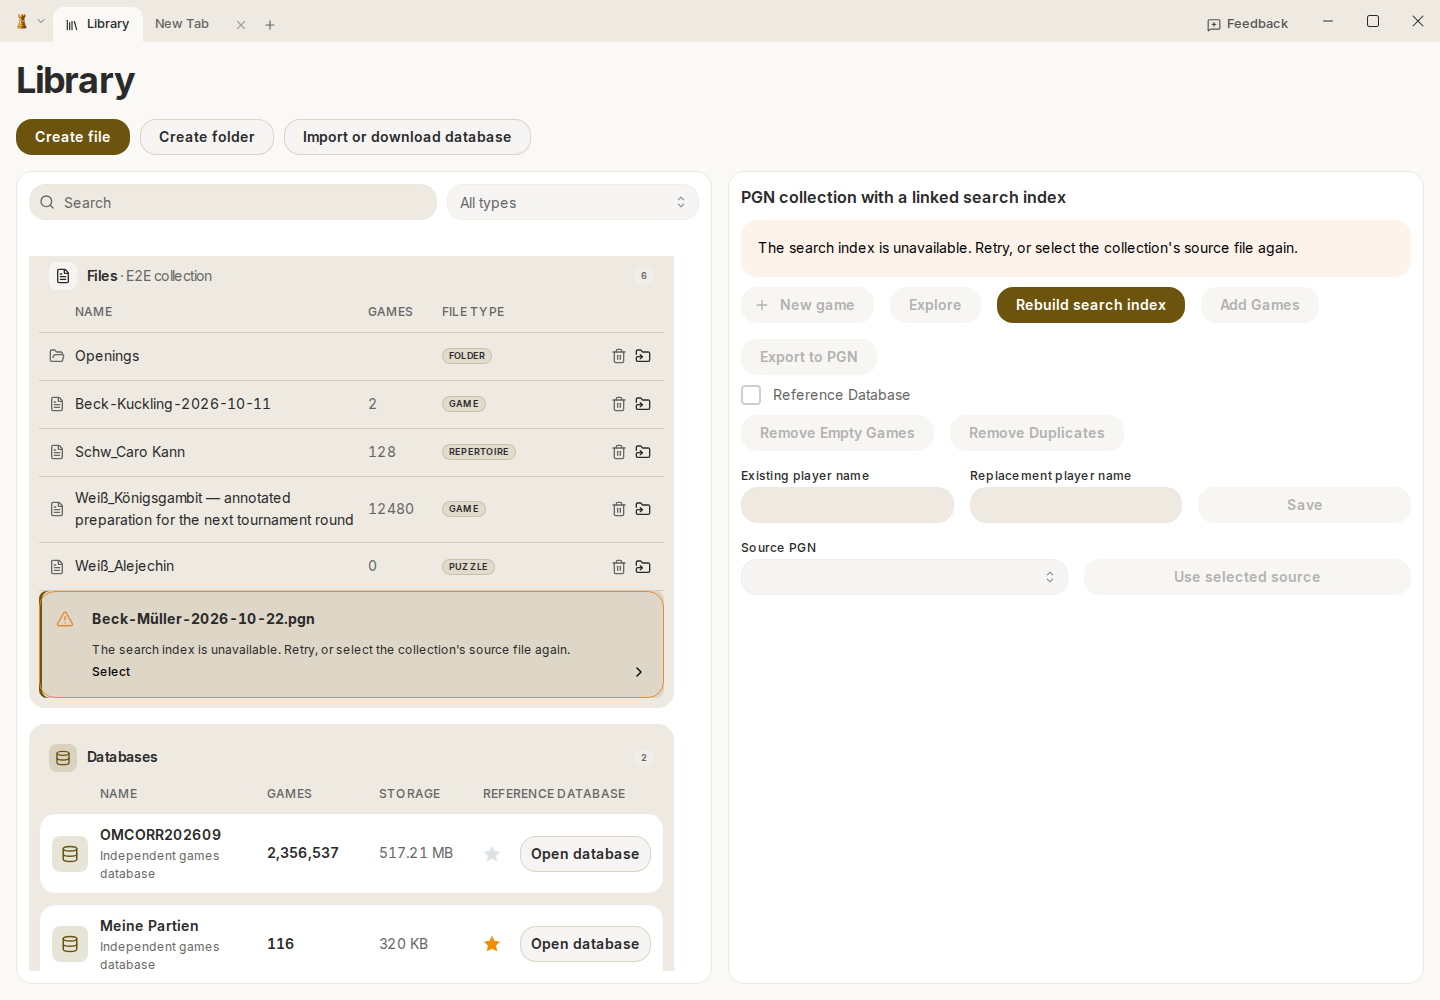 Library
New Tab
Feedback
Library
Create file
Create folder
Import or download database
Search
All types
Files · E2E collection
6
NAME GAMES FILE TYPE
Openings FOLDER
Beck-Kuckling-2026-10-11 2 GAME
Schw_Caro Kann 128 REPERTOIRE
Weiß_Königsgambit — annotated
preparation for the next tournament round 12480 GAME
Weiß_Alejechin 0 PUZZLE
Beck-Müller-2026-10-22.pgn
The search index is unavailable. Retry, or select the collection's source file again.
Select
Databases
2
NAME GAMES STORAGE REFERENCE DATABASE
OMCORR202609
Independent games
database
2,356,537 517.21 MB Open database
Meine Partien
Independent games
database
116 320 KB Open database
PGN collection with a linked search index
The search index is unavailable. Retry, or select the collection's source file again.
New game
Explore
Rebuild search index
Add Games
Export to PGN
Reference Database
Remove Empty Games
Remove Duplicates
Existing player name
Replacement player name
Save
Source PGN
Use selected source